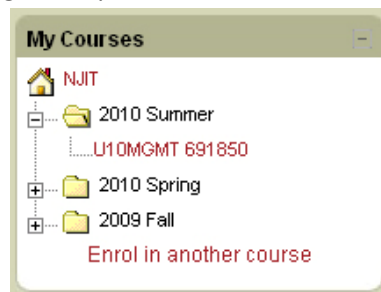 My Courses
NJIT
2010 Summer
U10MGMT 691850
2010 Spring
2009 Fall
Enrol in another course